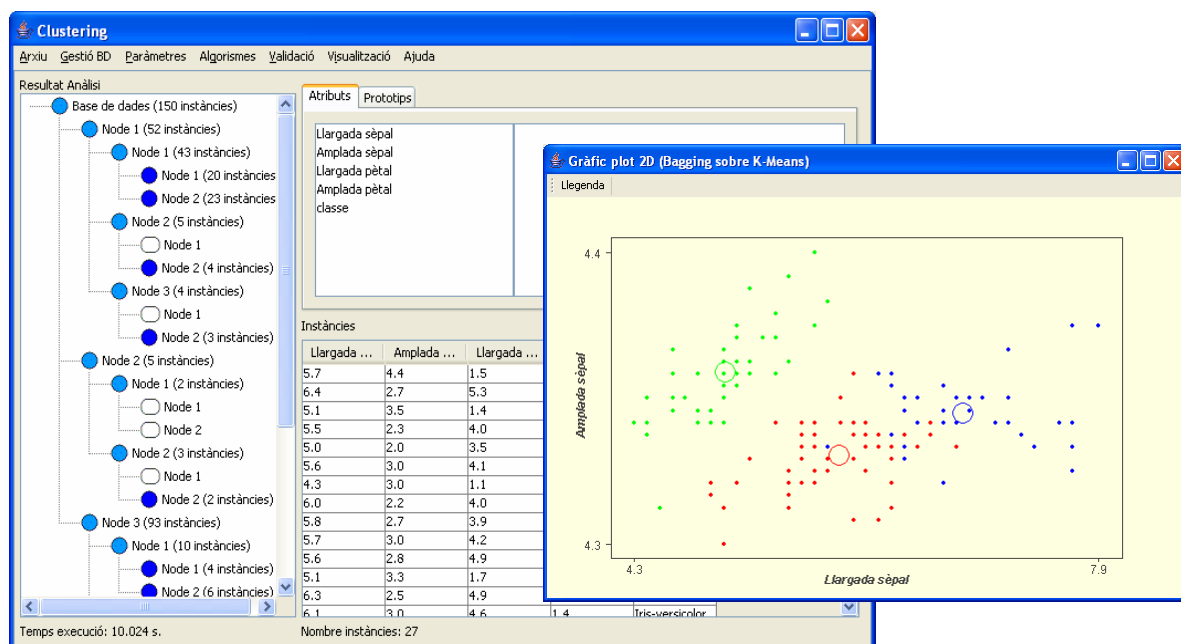 Clustering
Arxiu Gestió BD Paràmetres Algorismes Validació Visualització Ajuda
Resultat Anàlisi
Base de dades (150 instàncies)
Node 1 (52 instàncies)
Node 1 (43 instàncies)
Node 1 (20 instàncies
Node 2 (23 instàncies
Node 2 (5 instàncies)
Node 1
Node 2 (4 instàncies)
Node 3 (4 instàncies)
Node 1
Node 2 (3 instàncies)
Node 2 (5 instàncies)
Node 1 (2 instàncies)
Node 1
Node 2
Node 2 (3 instàncies)
Node 1
Node 2 (2 instàncies)
Node 3 (93 instàncies)
Node 1 (10 instàncies)
Node 1 (4 instàncies)
Node 2 (6 instàncies)
Temps execució: 10.024 s.
Atributs Prototips
Llargada sèpal
Amplada sèpal
Llargada pètal
Amplada pètal
classe
Instàncies
Llargada ... Amplada ... Llargada ...
5.7 4.4 1.5
6.4 2.7 5.3
5.1 3.5 1.4
5.5 2.3 4.0
5.0 2.0 3.5
5.6 3.0 4.1
4.3 3.0 1.1
6.0 2.2 4.0
5.8 2.7 3.9
5.7 3.0 4.2
5.6 2.8 4.9
5.1 3.3 1.7
6.3 2.5 4.9
6.1 3.0 4.6 1.4 Iris-versicolor
Nombre instàncies: 27
Gràfic plot 2D (Bagging sobre K-Means)
Llegenda
4.4
Amplada sèpal
4.3
4.3 7.9
Llargada sèpal